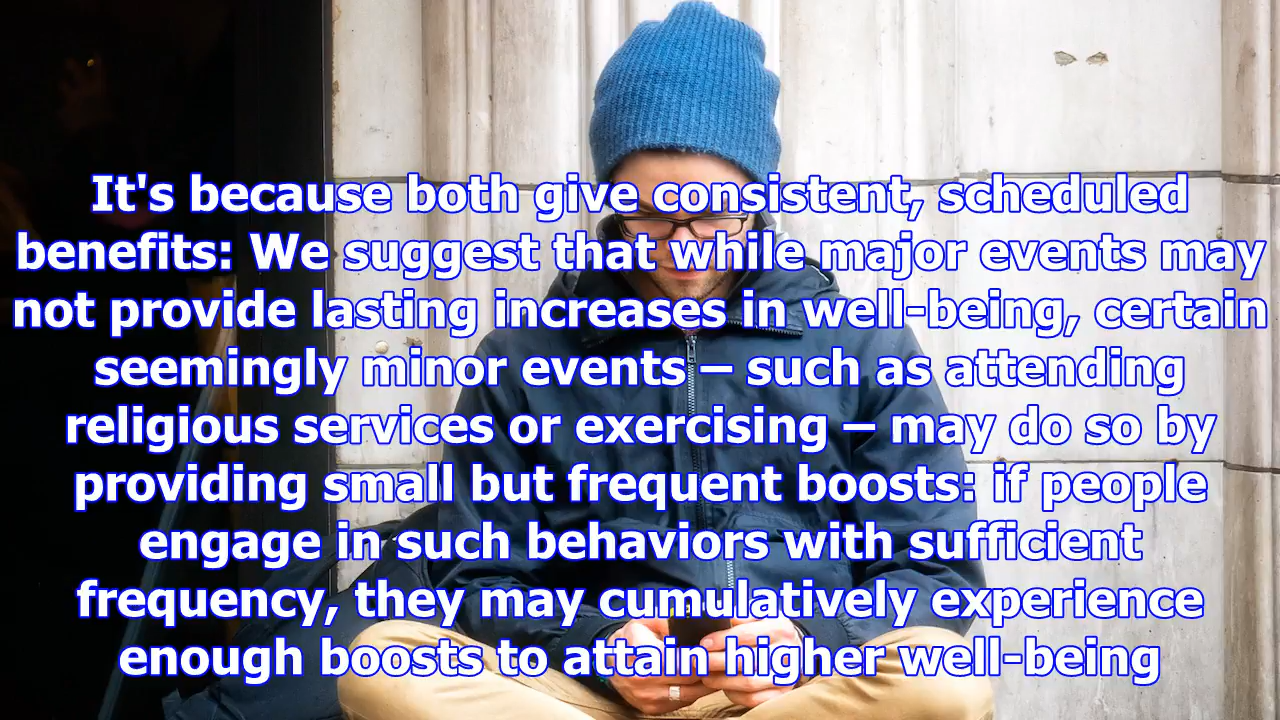 It's because both give consistent, scheduled
benefits: We suggest that while major events may
not provide lasting increases in well-being, certain
seemingly minor events – such as attending
religious services or exercising – may do so by
providing small but frequent boosts: if people
engage in such behaviors with sufficient
frequency, they may cumulatively experience
enough boosts to attain higher well-being